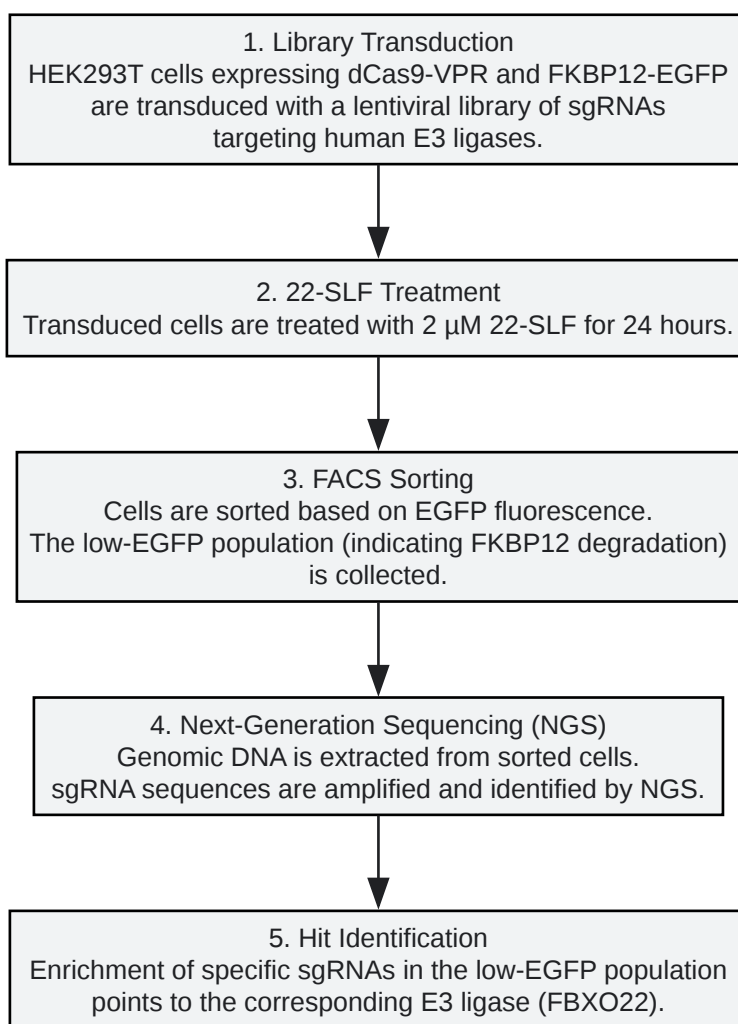 1. Library Transduction
HEK293T cells expressing dCas9-VPR and FKBP12-EGFP
are transduced with a lentiviral library of sgRNAs
targeting human E3 ligases.
2. 22-SLF Treatment
Transduced cells are treated with 2 µM 22-SLF for 24 hours.
3. FACS Sorting
Cells are sorted based on EGFP fluorescence.
The low-EGFP population (indicating FKBP12 degradation)
is collected.
4. Next-Generation Sequencing (NGS)
Genomic DNA is extracted from sorted cells.
sgRNA sequences are amplified and identified by NGS.
5. Hit Identification
Enrichment of specific sgRNAs in the low-EGFP population
points to the corresponding E3 ligase (FBXO22).